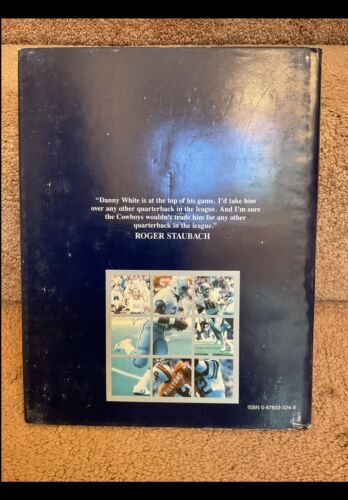 "Danny White is at the top of his game. I'd take him
over any other quarterback in the league. And I'm sure
the Cowboys wouldn't trade him for any other
quarterback in the league."
ROGER STAUBACH
WILLIAMS
ISBN 0-87833-324-X